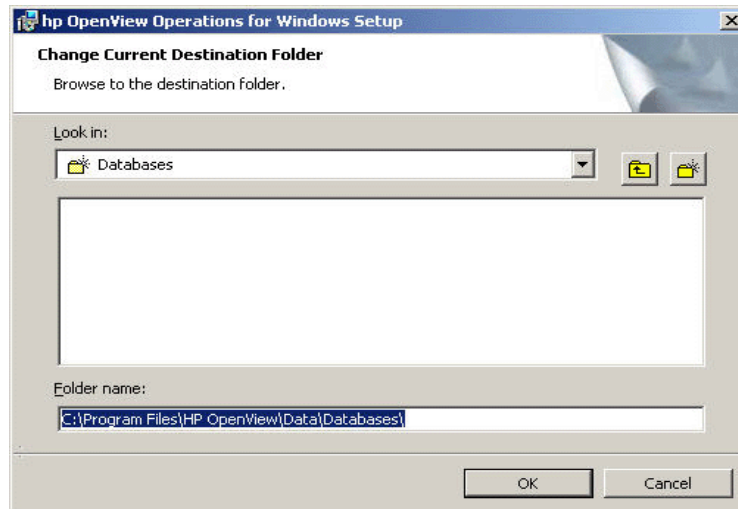 hp OpenView Operations for Windows Setup
Change Current Destination Folder
Browse to the destination folder.
Look in:
Databases
Folder name:
C:\Program Files\HP OpenView\Data\Databases\
OK Cancel